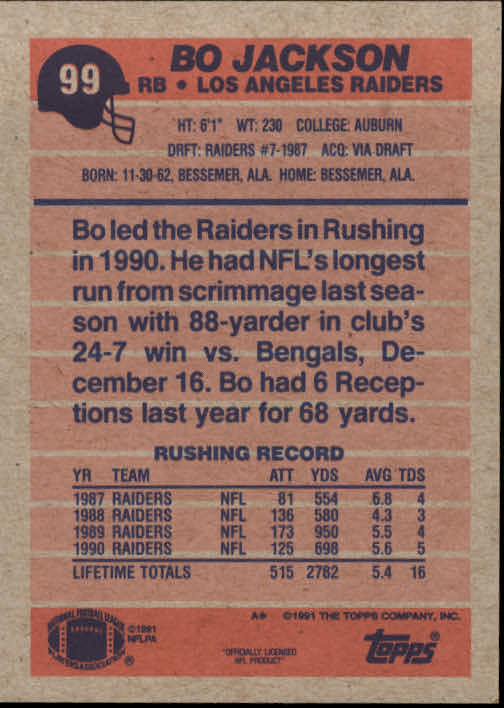 99
BO JACKSON
RB • LOS ANGELES RAIDERS
HT: 6'1" WT: 230 COLLEGE: AUBURN
DRFT: RAIDERS #7-1987 ACQ: VIA DRAFT
BORN: 11-30-62, BESSEMER, ALA. HOME: BESSEMER, ALA.
Bo led the Raiders in Rushing
in 1990. He had NFL's longest
run from scrimmage last sea-
son with 88-yarder in club's
24-7 win vs. Bengals, De-
cember 16. Bo had 6 Recep-
tions last year for 68 yards.
RUSHING RECORD
YR TEAM ATT YDS AVG TDS
1987 RAIDERS NFL 81 554 6.8 4
1988 RAIDERS NFL 136 580 4.3 3
1989 RAIDERS NFL 173 950 5.5 4
1990 RAIDERS NFL 125 698 5.6 5
LIFETIME TOTALS 515 2782 5.4 16
A* ©1991 THE TOPPS COMPANY, INC.
NATIONAL FOOTBALL LEAGUE
PLAYERS ASSOCIATION
®
©1991
NFLPA
"OFFICIALLY LICENSED
NFL PRODUCT"
topps®